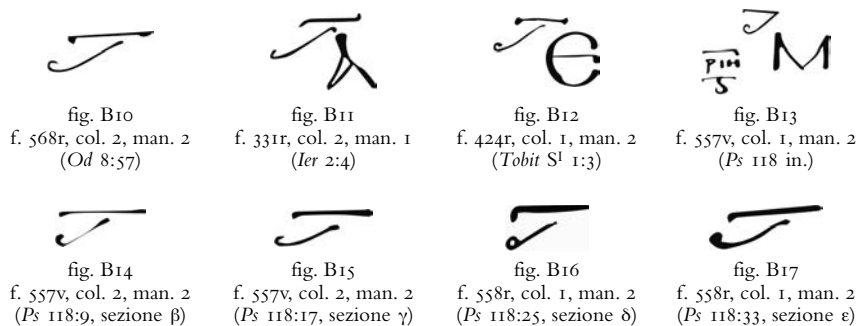 λ
fig. B11
f. 331r, col. 2, man. 1
(Ier 2:4)
fig. B10
f. 568r, col. 2, man. 2
(Od 8:57)
Є
fig. B12
f. 424r, col. 1, man. 2
(Tobit S¹ 1:3)
ΡΙΗ
S
M
fig. B13
f. 557v, col. 1, man. 2
(Ps 118 in.)
fig. B14
f. 557v, col. 2, man. 2
(Ps 118:9, sezione β)
fig. B15
f. 557v, col. 2, man. 2
(Ps 118:17, sezione γ)
fig. B16
f. 558r, col. 1, man. 2
(Ps 118:25, sezione δ)
fig. B17
f. 558r, col. 1, man. 2
(Ps 118:33, sezione ε)